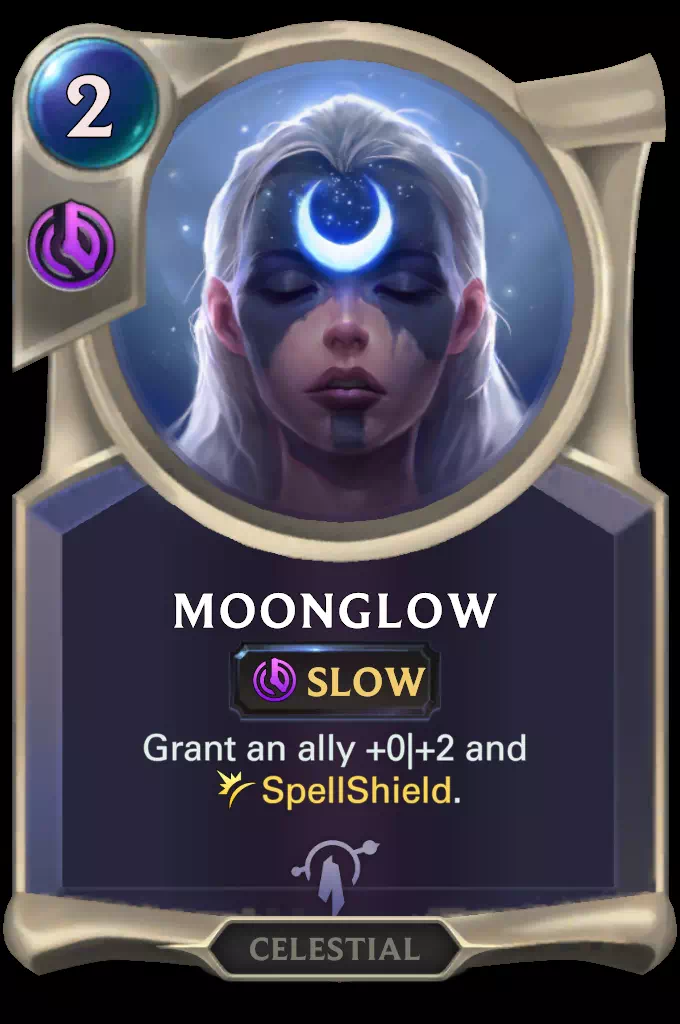 2
MOONGLOW
SLOW
Grant an ally +0|+2 and
SpellShield.
CELESTIAL